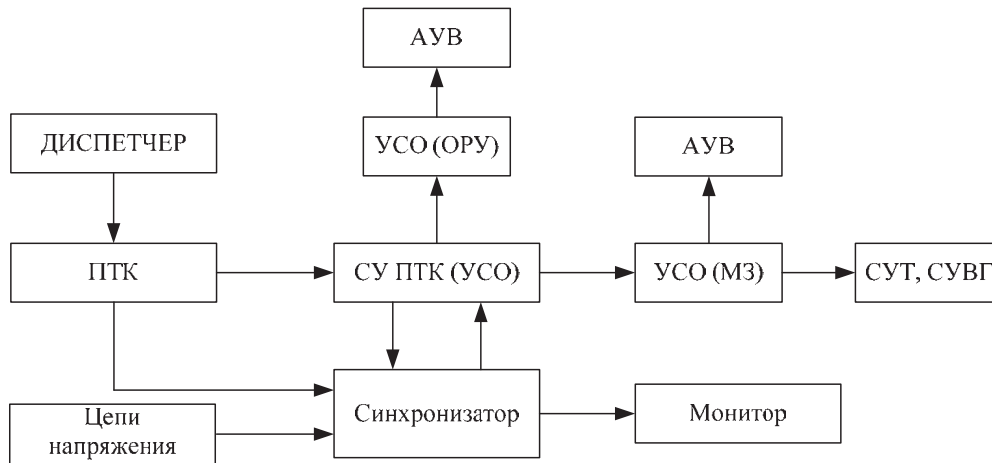 АУВ
ДИСПЕТЧЕР
УСО (ОРУ)
АУВ
ПТК
СУ ПТК (УСО)
УСО (МЗ)
СУТ, СУВГ
Синхронизатор
Монитор
Цепи
напряжения